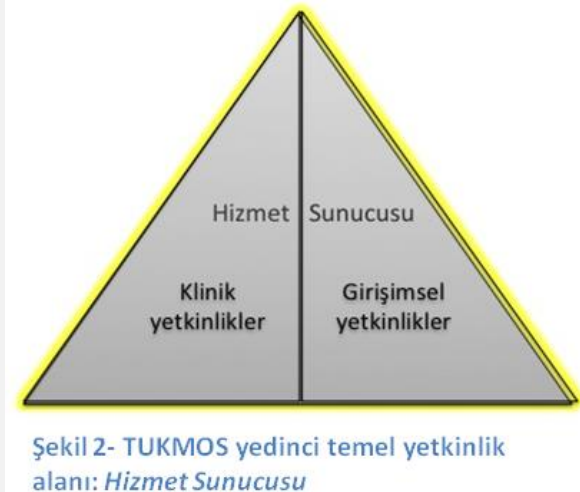 Hizmet Sunucusu
Klinik
yetkinlikler
Girişimsel
yetkinlikler
Şekil 2- TUKMOS yedinci temel yetkinlik
alanı: Hizmet Sunucusu